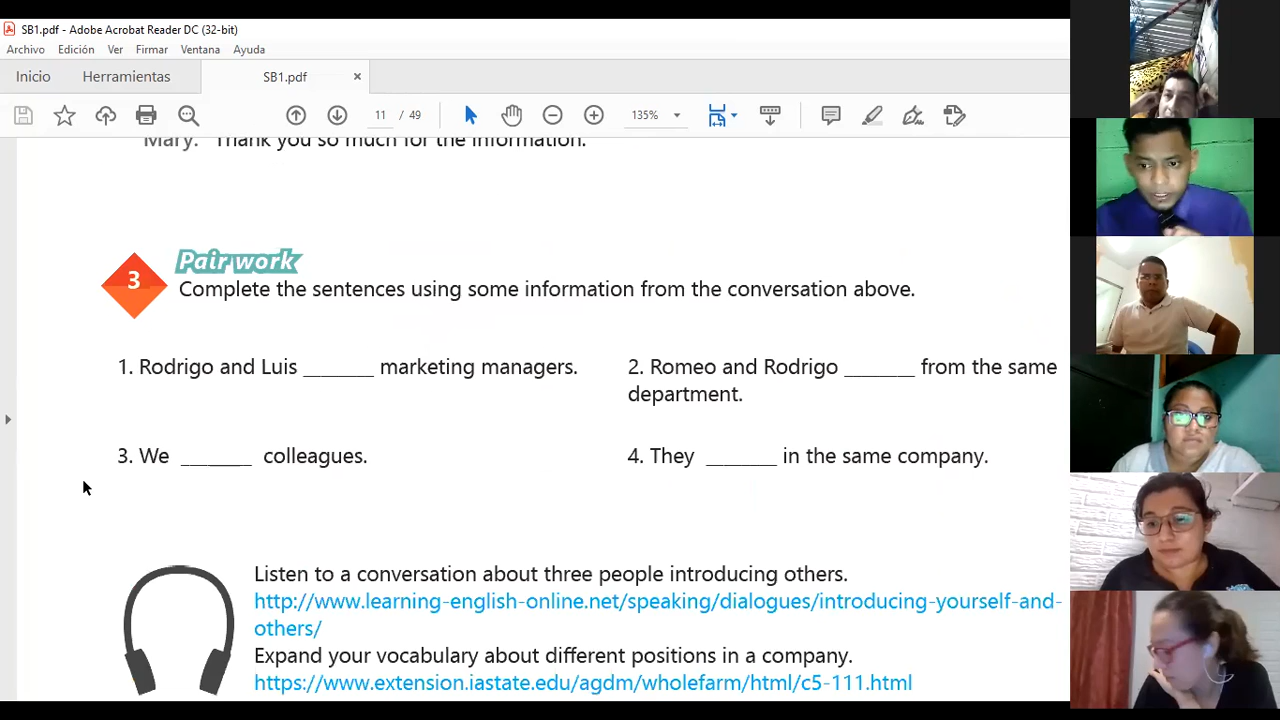 SB1.pdf - Adobe Acrobat Reader DC (32-bit)
Archivo Edición Ver Firmar Ventana Ayuda
Inicio Herramientas SB1.pdf ×
11 / 49 135%
Mary: Thank you so much for the information.
3 Pair work
Complete the sentences using some information from the conversation above.
1. Rodrigo and Luis _______ marketing managers.
2. Romeo and Rodrigo _______ from the same
department.
3. We _______ colleagues.
4. They _______ in the same company.
Listen to a conversation about three people introducing others.
http://www.learning-english-online.net/speaking/dialogues/introducing-yourself-and-
others/
Expand your vocabulary about different positions in a company.
https://www.extension.iastate.edu/agdm/wholefarm/html/c5-111.html